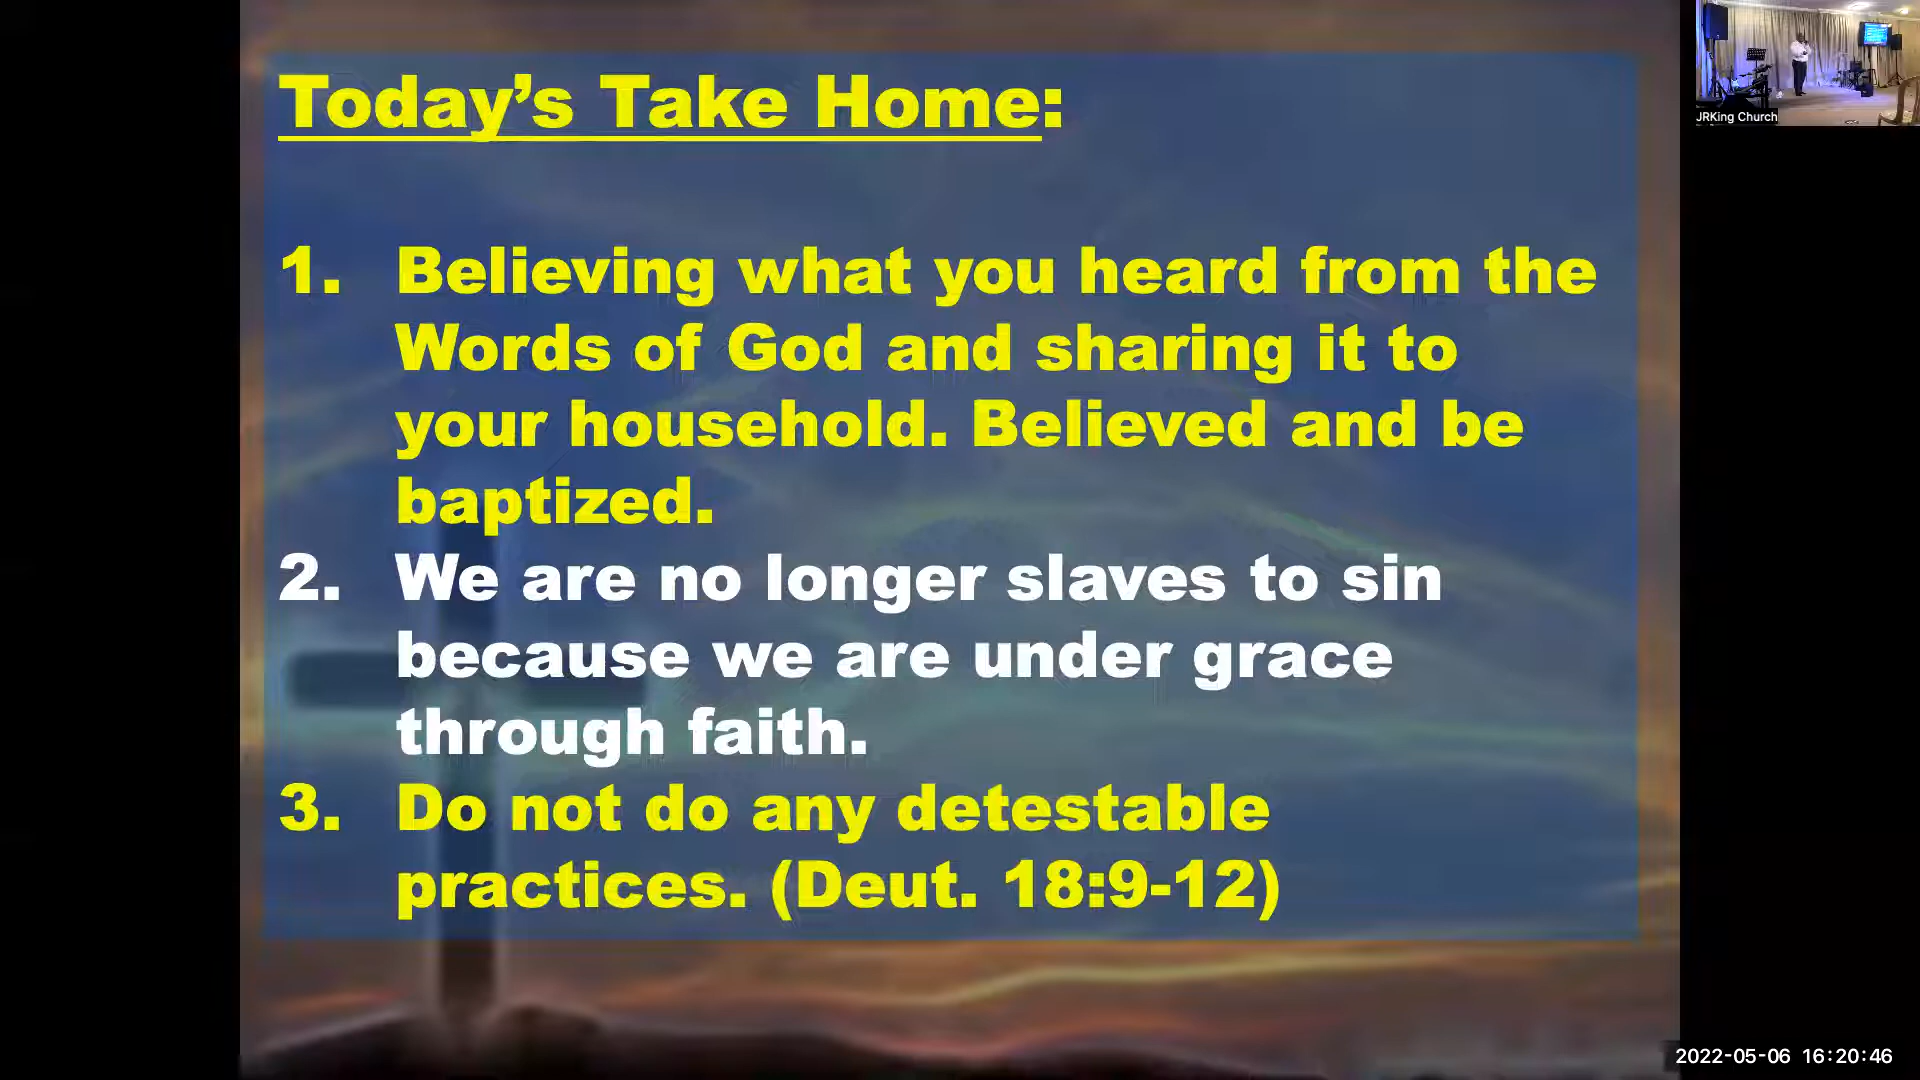 Today's Take Home:
1. Believing what you heard from the
Words of God and sharing it to
your household. Believed and be
baptized.
2. We are no longer slaves to sin
because we are under grace
through faith.
3. Do not do any detestable
practices. (Deut. 18:9-12)
JRKing Church
2022-05-06 16:20:46